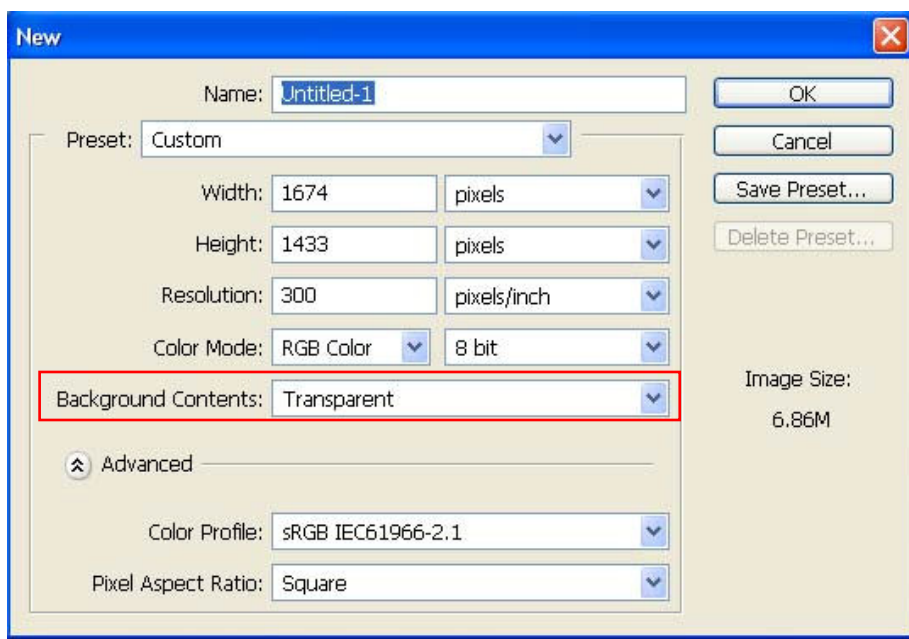 New
Name: Untitled-1
OK
Preset: Custom
Cancel
Width: 1674 pixels
Save Preset...
Height: 1433 pixels
Delete Preset...
Resolution: 300 pixels/inch
Color Mode: RGB Color 8 bit
Image Size:
Background Contents: Transparent
6.86M
Advanced
Color Profile: sRGB IEC61966-2.1
Pixel Aspect Ratio: Square